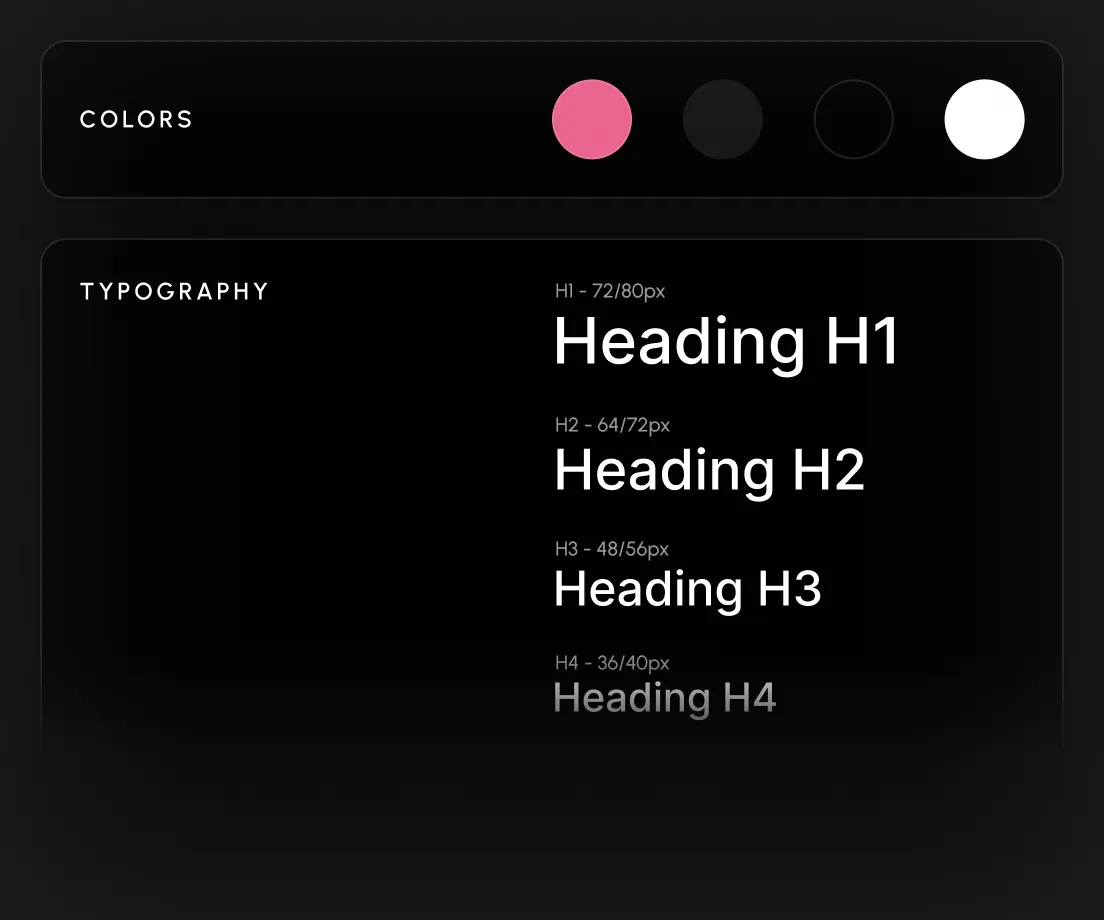 COLORS
TYPOGRAPHY
H1 - 72/80px
Heading H1
H2 - 64/72px
Heading H2
H3 - 48/56px
Heading H3
H4 - 36/40px
Heading H4